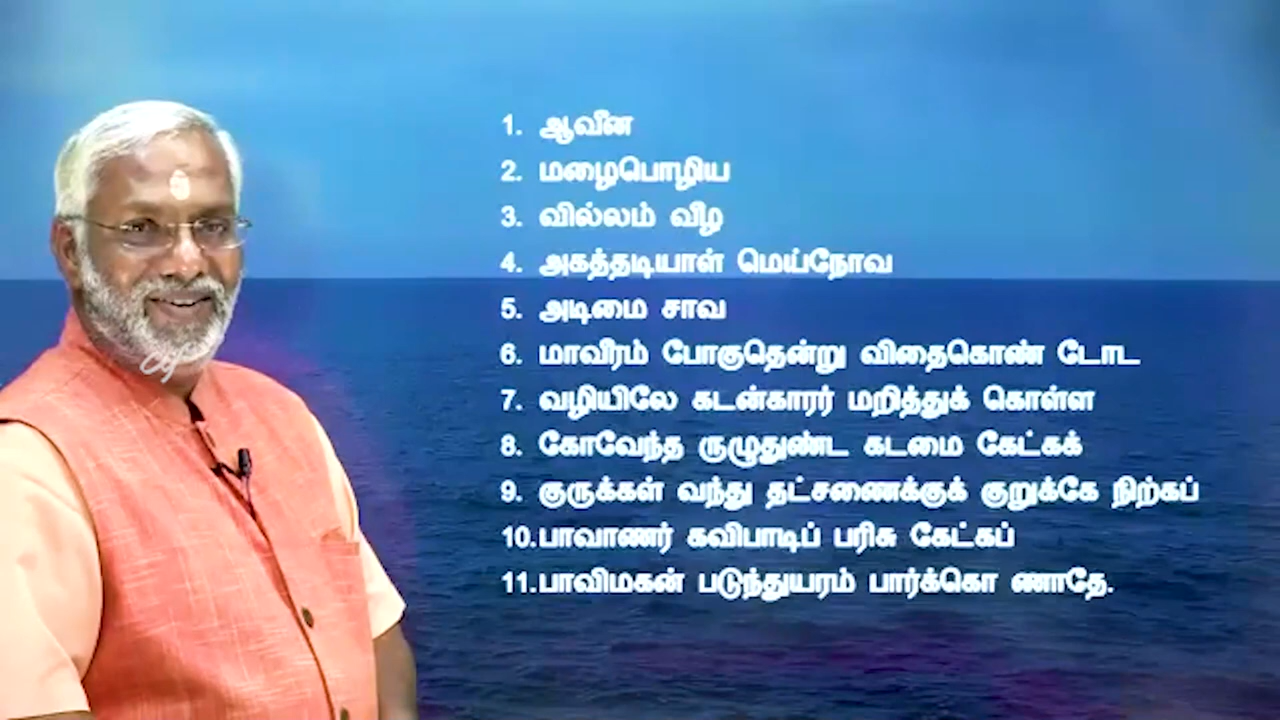 1. ஆவீன
2. மழைபொழிய
3. வில்லம் வீழ
4. அகத்தடியாள் மெய்நோவ
5. அடிமை சாவ
6. மாவீரம் போகுதென்று விதைகொண் டோட
7. வழியிலே கடன்காரர் மறித்துக் கொள்ள
8. கோவேந்த ருழுதுண்ட கடமை கேட்கக்
9. குருக்கள் வந்து தட்சணைக்குக் குறுக்கே நிற்கப்
10.பாவாணர் கவிபாடிப் பரிசு கேட்கப்
11.பாவிமகன் படுந்துயரம் பார்க்கொ ணாதே.